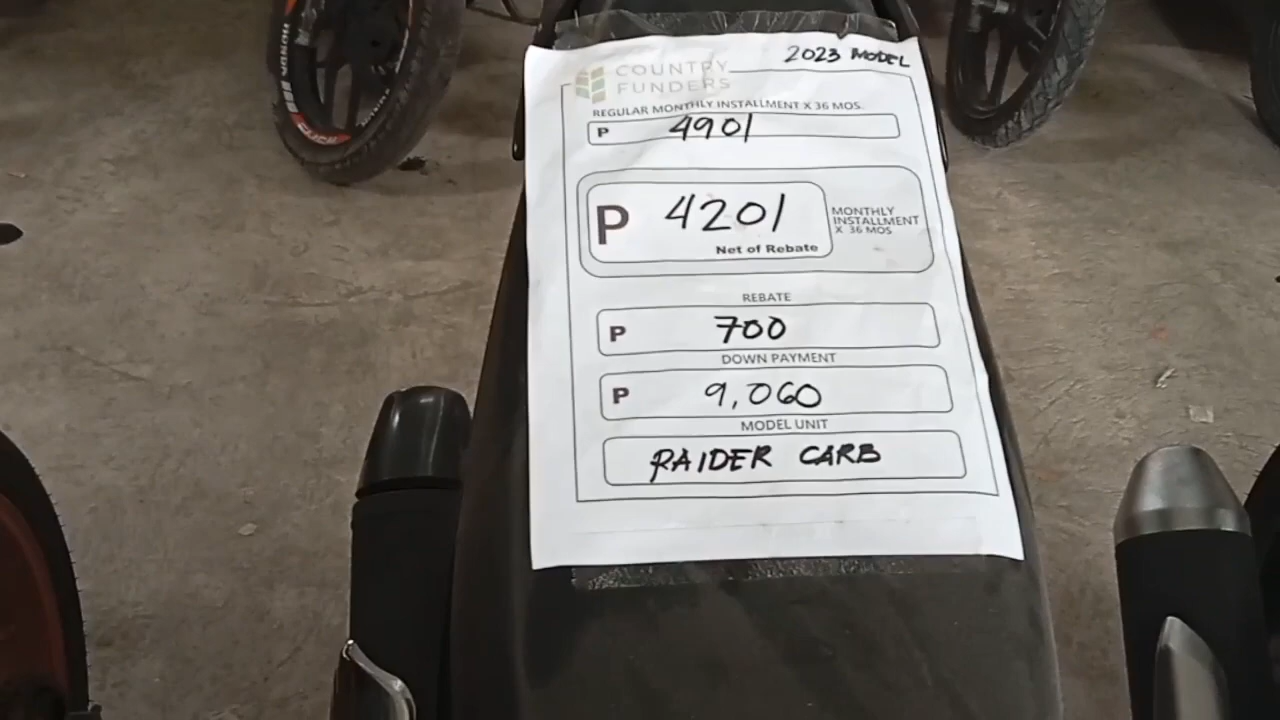 2023 MODEL
COUNTRY
FUNDERS
REGULAR MONTHLY INSTALLMENT X 36 MOS.
P 4901
P 4201
Net of Rebate
MONTHLY
INSTALLMENT
X 36 MOS
REBATE
P 700
DOWN PAYMENT
P 9,060
MODEL UNIT
RAIDER CARB